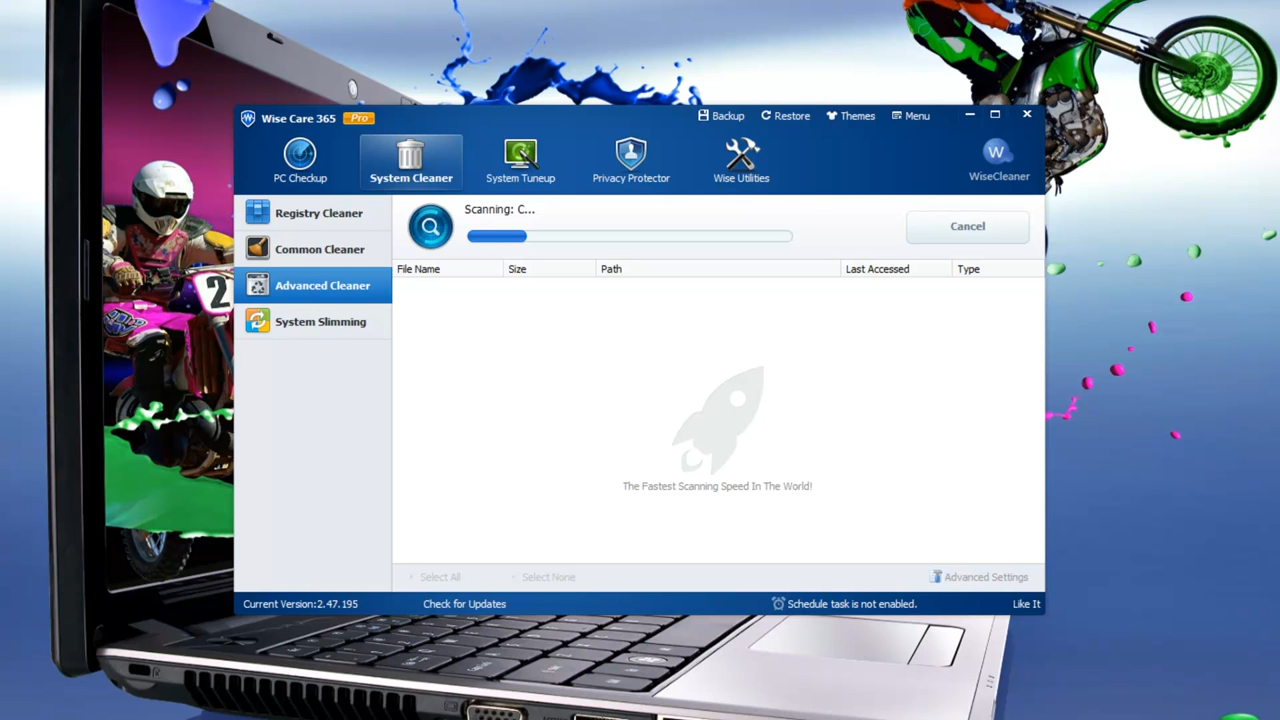 Wise Care 365 Pro
Backup Restore Themes Menu
PC Checkup System Cleaner System Tuneup Privacy Protector Wise Utilities
W
WiseCleaner
Registry Cleaner
Common Cleaner
Advanced Cleaner
System Slimming
Scanning: C...
Cancel
File Name Size Path Last Accessed Type
The Fastest Scanning Speed In The World!
Select All Select None Advanced Settings
Current Version:2.47.195 Check for Updates Schedule task is not enabled. Like It
2